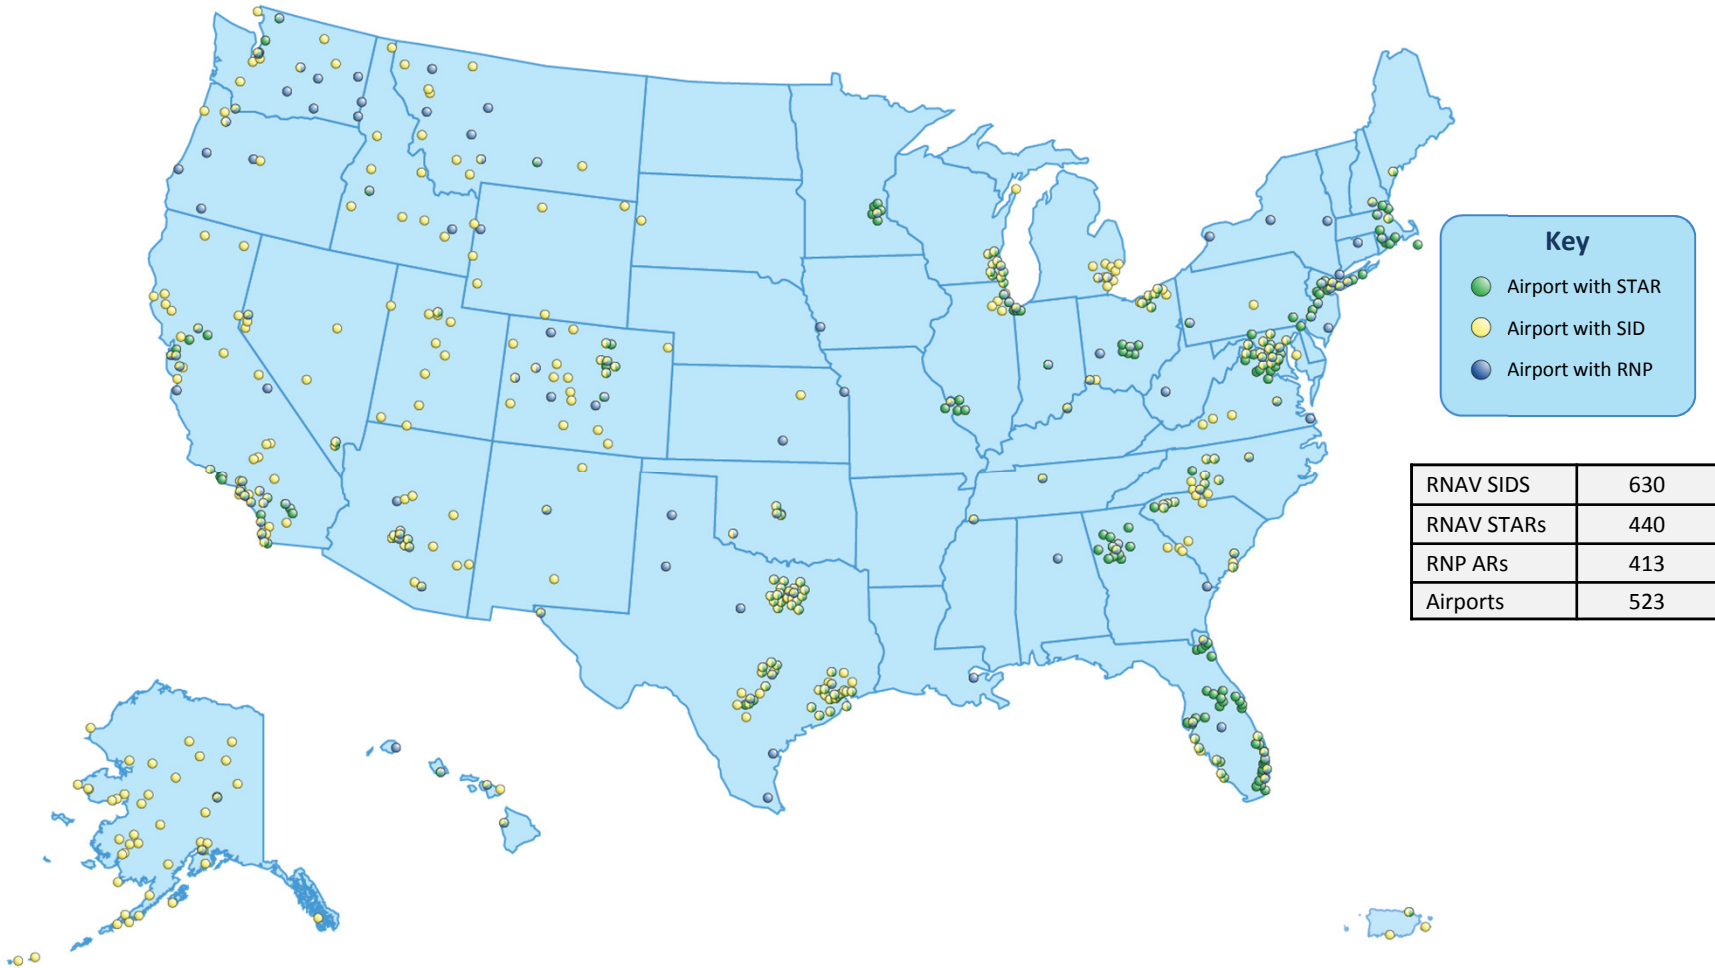 Key
Airport with STAR
Airport with SID
Airport with RNP
RNAV SIDS 630
RNAV STARs 440
RNP ARs 413
Airports 523